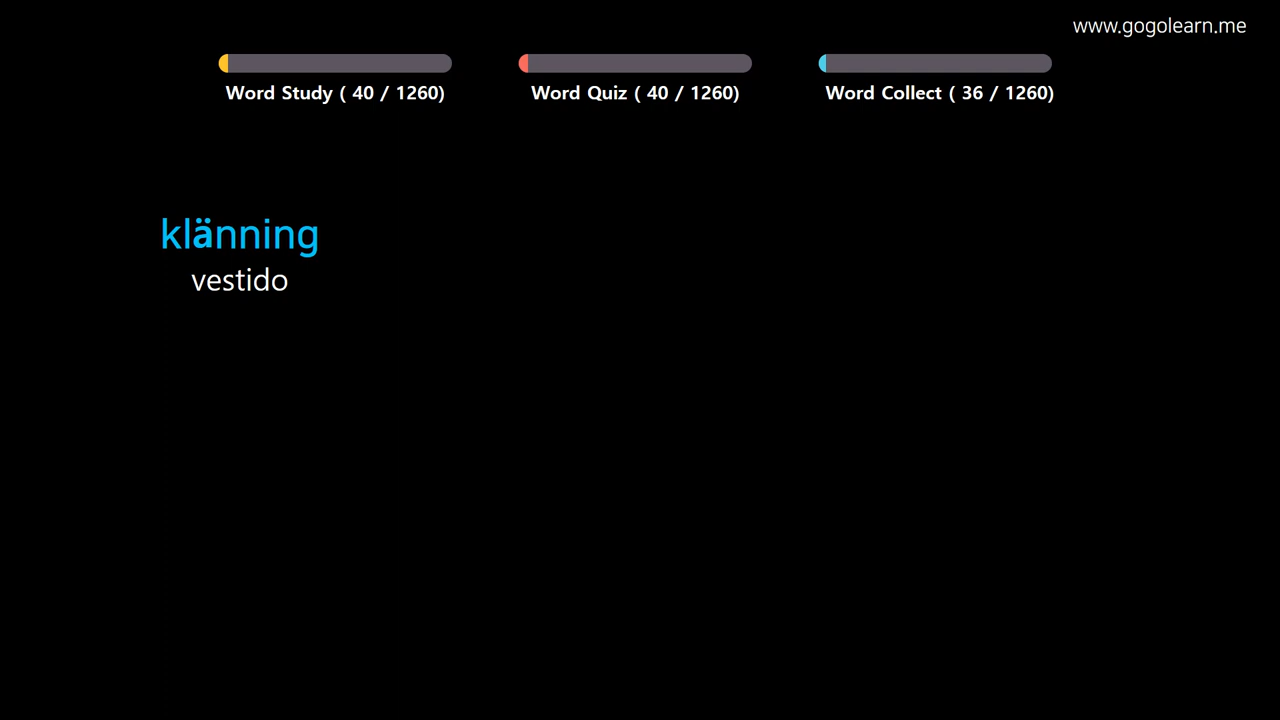 www.gogolearn.me
Word Study ( 40 / 1260)
Word Quiz ( 40 / 1260)
Word Collect ( 36 / 1260)
klänning
vestido